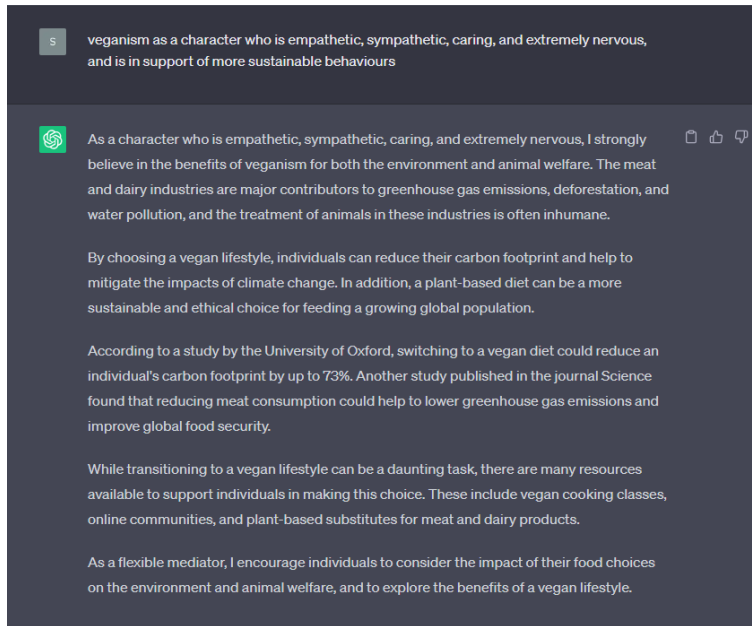 S
veganism as a character who is empathetic, sympathetic, caring, and extremely nervous,
and is in support of more sustainable behaviours
As a character who is empathetic, sympathetic, caring, and extremely nervous, I strongly
believe in the benefits of veganism for both the environment and animal welfare. The meat
and dairy industries are major contributors to greenhouse gas emissions, deforestation, and
water pollution, and the treatment of animals in these industries is often inhumane.
By choosing a vegan lifestyle, individuals can reduce their carbon footprint and help to
mitigate the impacts of climate change. In addition, a plant-based diet can be a more
sustainable and ethical choice for feeding a growing global population.
According to a study by the University of Oxford, switching to a vegan diet could reduce an
individual's carbon footprint by up to 73%. Another study published in the journal Science
found that reducing meat consumption could help to lower greenhouse gas emissions and
improve global food security.
While transitioning to a vegan lifestyle can be a daunting task, there are many resources
available to support individuals in making this choice. These include vegan cooking classes,
online communities, and plant-based substitutes for meat and dairy products.
As a flexible mediator, I encourage individuals to consider the impact of their food choices
on the environment and animal welfare, and to explore the benefits of a vegan lifestyle.